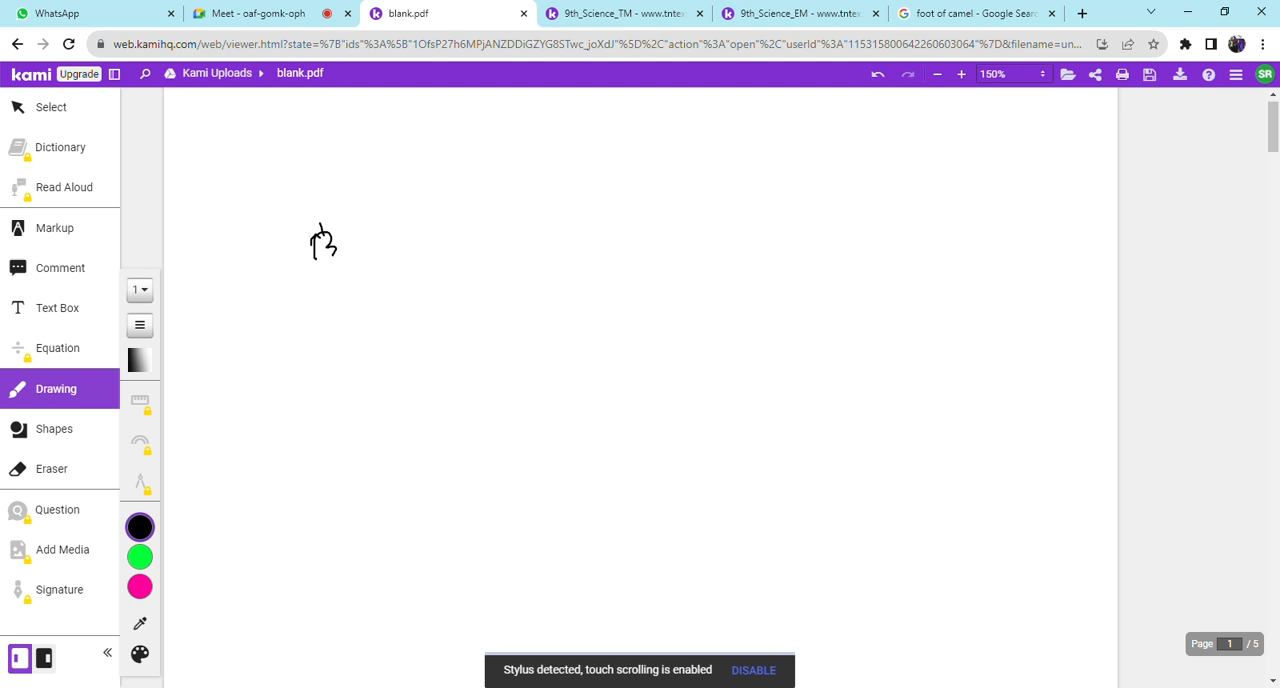 WhatsApp
Meet - oaf-gomk-oph
blank.pdf
9th_Science_TM - www.tntex
9th_Science_EM - www.tntex
foot of camel - Google Searc
web.kamihq.com/web/viewer.html?state=%7B"ids"%3A%5B"1OfsP27h6MPjANZDDiGZYG8STwc_joXdJ"%5D%2C"action"%3A"open"%2C"userId"%3A"115315800642260603064"%7D&filename=un...
kami Upgrade Kami Uploads blank.pdf 150% SR
Select
Dictionary
Read Aloud
Markup
Comment
1
Text Box
Equation
Drawing
Shapes
Eraser
Question
Add Media
Signature
Page 1 / 5
Stylus detected, touch scrolling is enabled DISABLE